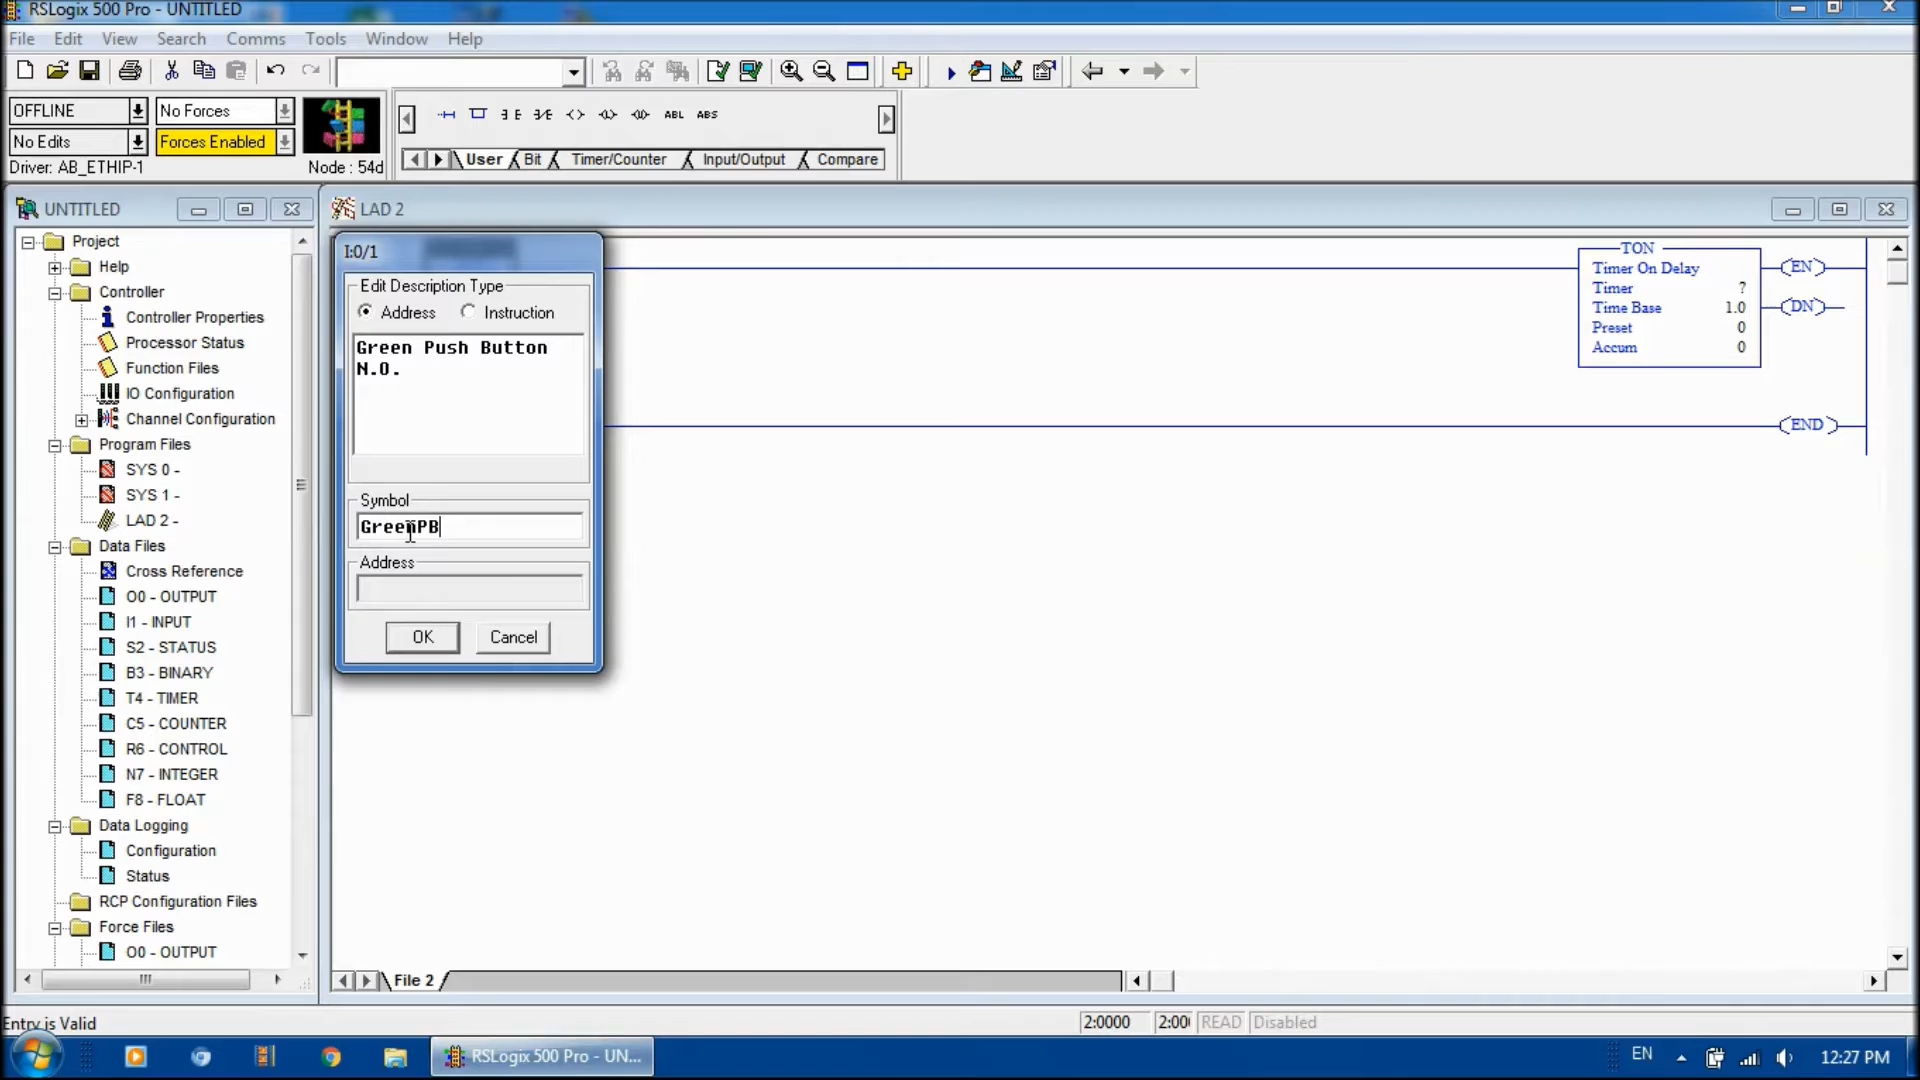 RSLogix 500 Pro - UNTITLED
File Edit View Search Comms Tools Window Help
OFFLINE No Forces
No Edits Forces Enabled
Driver: AB_ETHIP-1 Node : 54d
ABL ABS
User Bit Timer/Counter Input/Output Compare
UNTITLED
Project
Help
Controller
Controller Properties
Processor Status
Function Files
IO Configuration
Channel Configuration
Program Files
SYS 0 -
SYS 1 -
LAD 2 -
Data Files
Cross Reference
O0 - OUTPUT
I1 - INPUT
S2 - STATUS
B3 - BINARY
T4 - TIMER
C5 - COUNTER
R6 - CONTROL
N7 - INTEGER
F8 - FLOAT
Data Logging
Configuration
Status
RCP Configuration Files
Force Files
O0 - OUTPUT
LAD 2
I:0/1
Edit Description Type
Address Instruction
Green Push Button
N.O.
Symbol
GreenPB
Address
OK Cancel
TON
Timer On Delay
Timer ?
Time Base 1.0
Preset 0
Accum 0
EN
DN
END
File 2
Entry is Valid
2:0000 2:00 READ Disabled
RSLogix 500 Pro - UN...
EN 12:27 PM